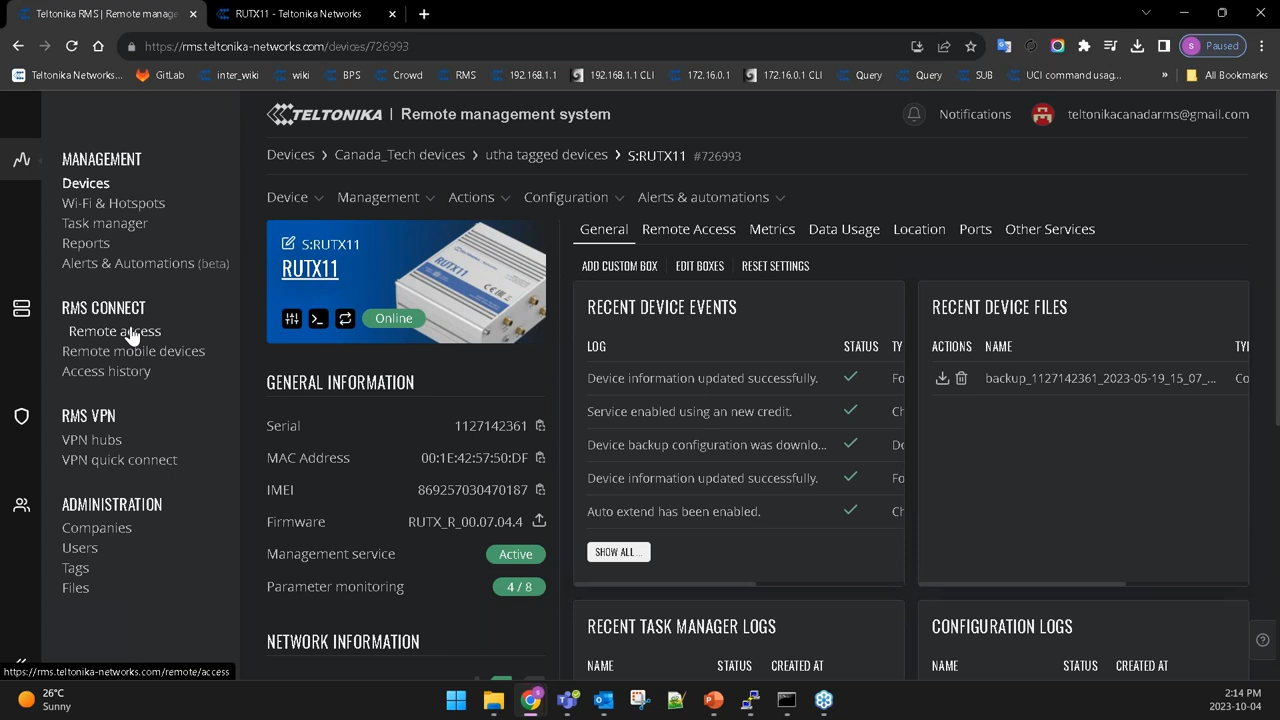 Teltonika RMS | Remote manage
RUTX11 - Teltonika Networks
https://rms.teltonika-networks.com/devices/726993
S
Paused
Teltonika Networks...
GitLab
inter_wiki
wiki
BPS
Crowd
RMS
192.168.1.1
192.168.1.1 CLI
172.16.0.1
172.16.0.1 CLI
Query
Query
SUB
UCI command usag...
»
All Bookmarks
TELTONIKA | Remote management system
Notifications
teltonikacanadarms@gmail.com
MANAGEMENT
Devices
Wi-Fi & Hotspots
Task manager
Reports
Alerts & Automations (beta)
RMS CONNECT
Remote access
Remote mobile devices
Access history
RMS VPN
VPN hubs
VPN quick connect
ADMINISTRATION
Companies
Users
Tags
Files
https://rms.teltonika-networks.com/remote/access
Devices > Canada_Tech devices > utha tagged devices > S:RUTX11 #726993
Device Management Actions Configuration Alerts & automations
S:RUTX11
RUTX11
Online
RUTX11
GENERAL INFORMATION
Serial 1127142361
MAC Address 00:1E:42:57:50:DF
IMEI 869257030470187
Firmware RUTX_R_00.07.04.4
Management service Active
Parameter monitoring 4 / 8
NETWORK INFORMATION
General Remote Access Metrics Data Usage Location Ports Other Services
ADD CUSTOM BOX EDIT BOXES RESET SETTINGS
RECENT DEVICE EVENTS
LOG STATUS TY
Device information updated successfully. Fo
Service enabled using an new credit. Ch
Device backup configuration was downlo... Do
Device information updated successfully. Fo
Auto extend has been enabled. Ch
SHOW ALL ...
RECENT DEVICE FILES
ACTIONS NAME TY
backup_1127142361_2023-05-19_15_07_... Co
RECENT TASK MANAGER LOGS
NAME STATUS CREATED AT
CONFIGURATION LOGS
NAME STATUS CREATED AT
26°C
Sunny
2:14 PM
2023-10-04